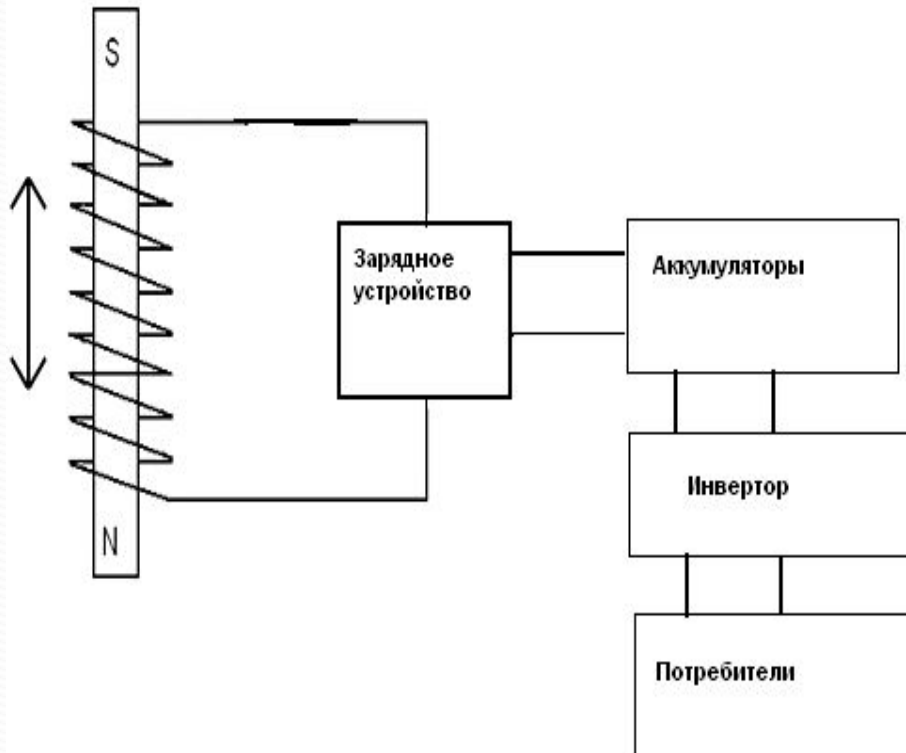 S
Зарядное
устройство
Аккумуляторы
Инвертор
N
Потребители